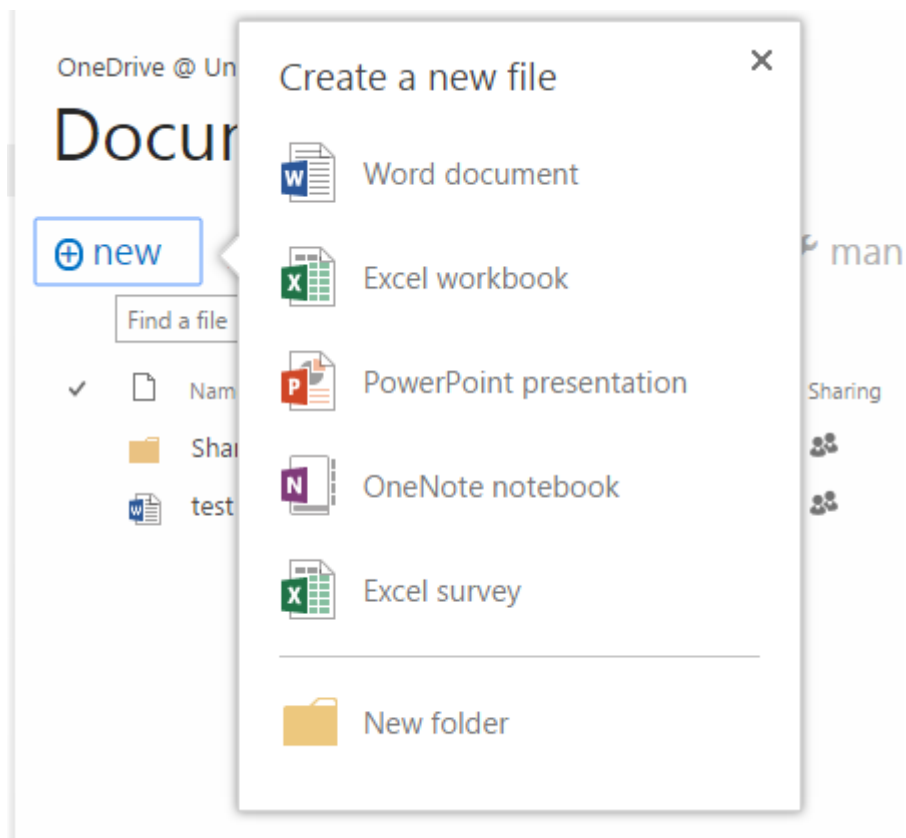 OneDrive @ Un
Docum
new
man
Find a file
Nam
Sharing
Shar
test
Create a new file
Word document
Excel workbook
PowerPoint presentation
OneNote notebook
Excel survey
New folder